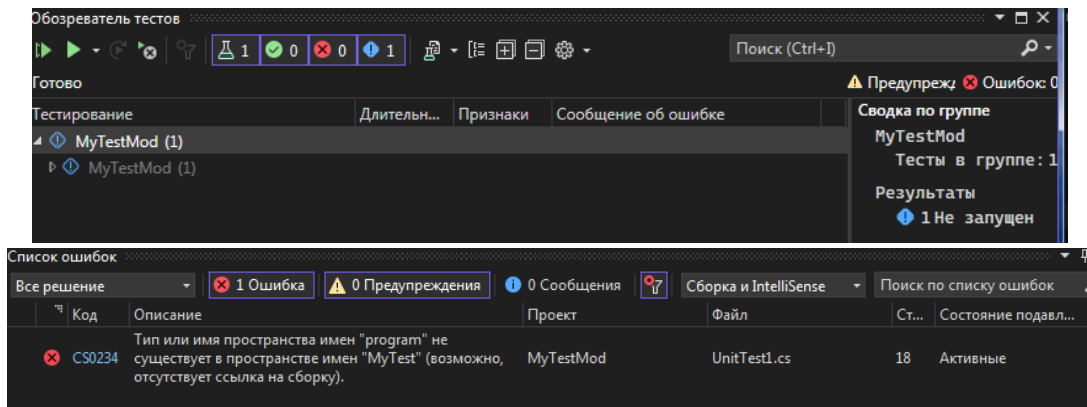 Обозреватель тестов
1 0 0 1 Поиск (Ctrl+I)
Готово Предупреж Ошибок: 0
Тестирование Длительн... Признаки Сообщение об ошибке Сводка по группе
MyTestMod (1) MyTestMod
MyTestMod (1) Тесты в группе: 1
Результаты
1 Не запущен
Список ошибок
Все решение 1 Ошибка 0 Предупреждения 0 Сообщения Сборка и IntelliSense Поиск по списку ошибок
Код Описание Проект Файл Ст... Состояние подавл...
Тип или имя пространства имен "program" не
CS0234 существует в пространстве имен "MyTest" (возможно, MyTestMod UnitTest1.cs 18 Активные
отсутствует ссылка на сборку).